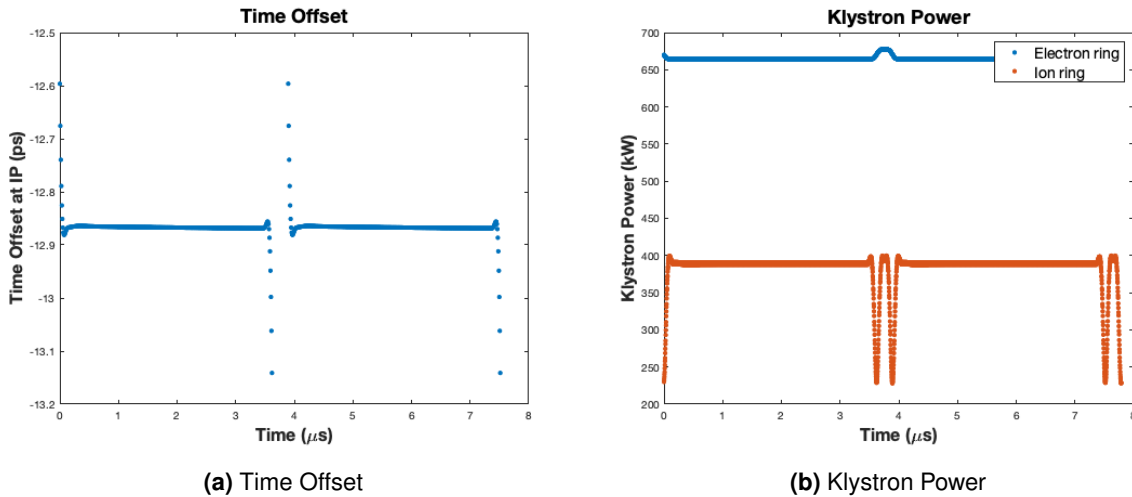 Time Offset
-12.5
-12.6
-12.7
-12.8
-12.9
-13
-13.1
-13.2
Time Offset at IP (ps)
0 1 2 3 4 5 6 7 8
Time (μs)
(a) Time Offset
Klystron Power
700
650
600
550
500
450
400
350
300
250
200
Klystron Power (kW)
Electron ring
Ion ring
0 1 2 3 4 5 6 7 8
Time (μs)
(b) Klystron Power